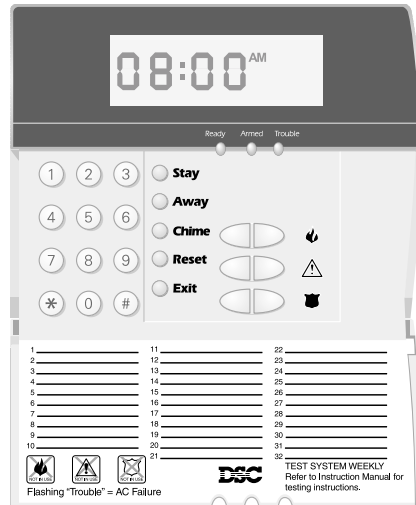 08:00 AM
Ready Armed Trouble
1 2 3 Stay
Away
4 5 6 Chime
7 8 9 Reset
* 0 # Exit
1 11 22
2 12 23
3 13 24
4 14 25
5 15 26
6 16 27
7 17 28
8 18 29
9 19 30
10 20 31
21 32
NOT IN USE NOT IN USE NOT IN USE
DSC
TEST SYSTEM WEEKLY
Refer to Instruction Manual for
testing instructions.
Flashing "Trouble" = AC Failure